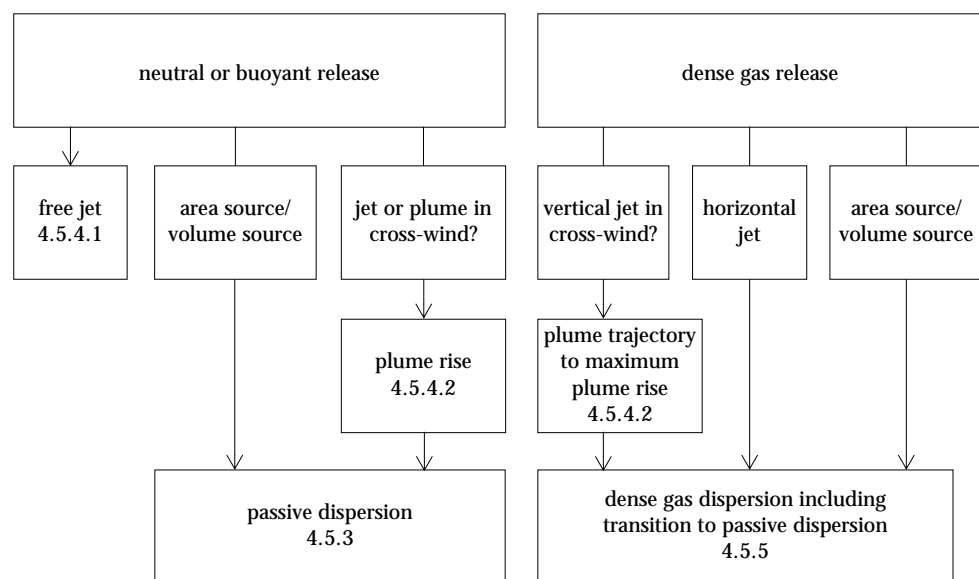 neutral or buoyant release
dense gas release
free jet
4.5.4.1
area source/
volume source
jet or plume in
cross-wind?
vertical jet in
cross-wind?
horizontal
jet
area source/
volume source
plume rise
4.5.4.2
plume trajectory
to maximum
plume rise
4.5.4.2
passive dispersion
4.5.3
dense gas dispersion including
transition to passive dispersion
4.5.5